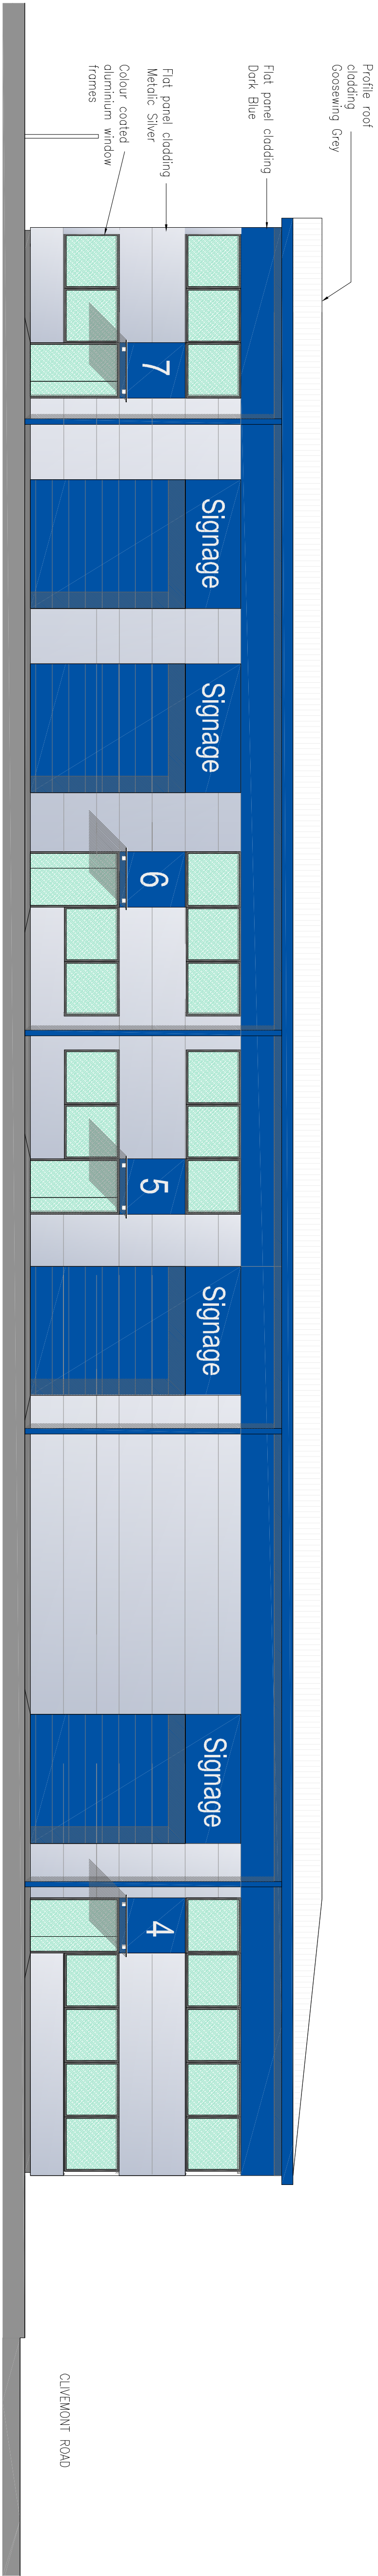 Profile roof
cladding
Goosewing Grey
Flat panel cladding
Dark Blue
Flat panel cladding
Metalic Silver
Colour coated
aluminium window
frames
7
Signage
Signage
6
5
Signage
Signage
4
CLIVEMONT ROAD